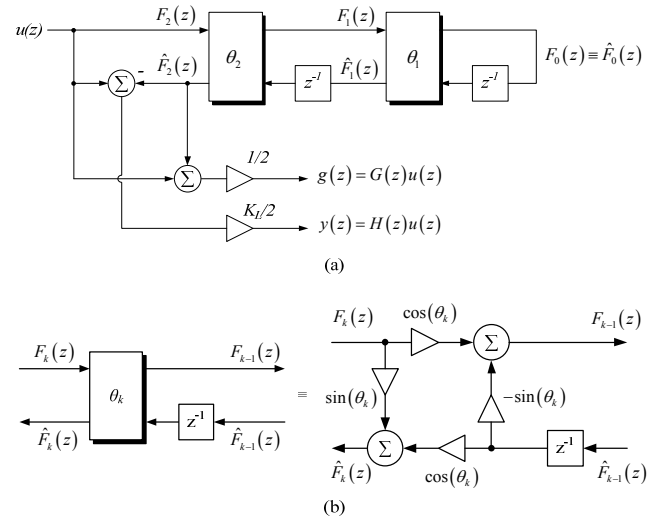 u(z)
F₂(z)
F₁(z)
θ₂
θ₁
F̂₂(z)
F̂₁(z)
z⁻¹
z⁻¹
F₀(z) ≡ F̂₀(z)
Σ
-
Σ
1/2
g(z) = G(z)u(z)
K_L/2
y(z) = H(z)u(z)
(a)
F_k(z)
F_{k-1}(z)
θ_k
z⁻¹
F̂_k(z)
F̂_{k-1}(z)
≡
F_k(z)
cos(θ_k)
Σ
F_{k-1}(z)
sin(θ_k)
-sin(θ_k)
Σ
z⁻¹
F̂_k(z)
cos(θ_k)
F̂_{k-1}(z)
(b)